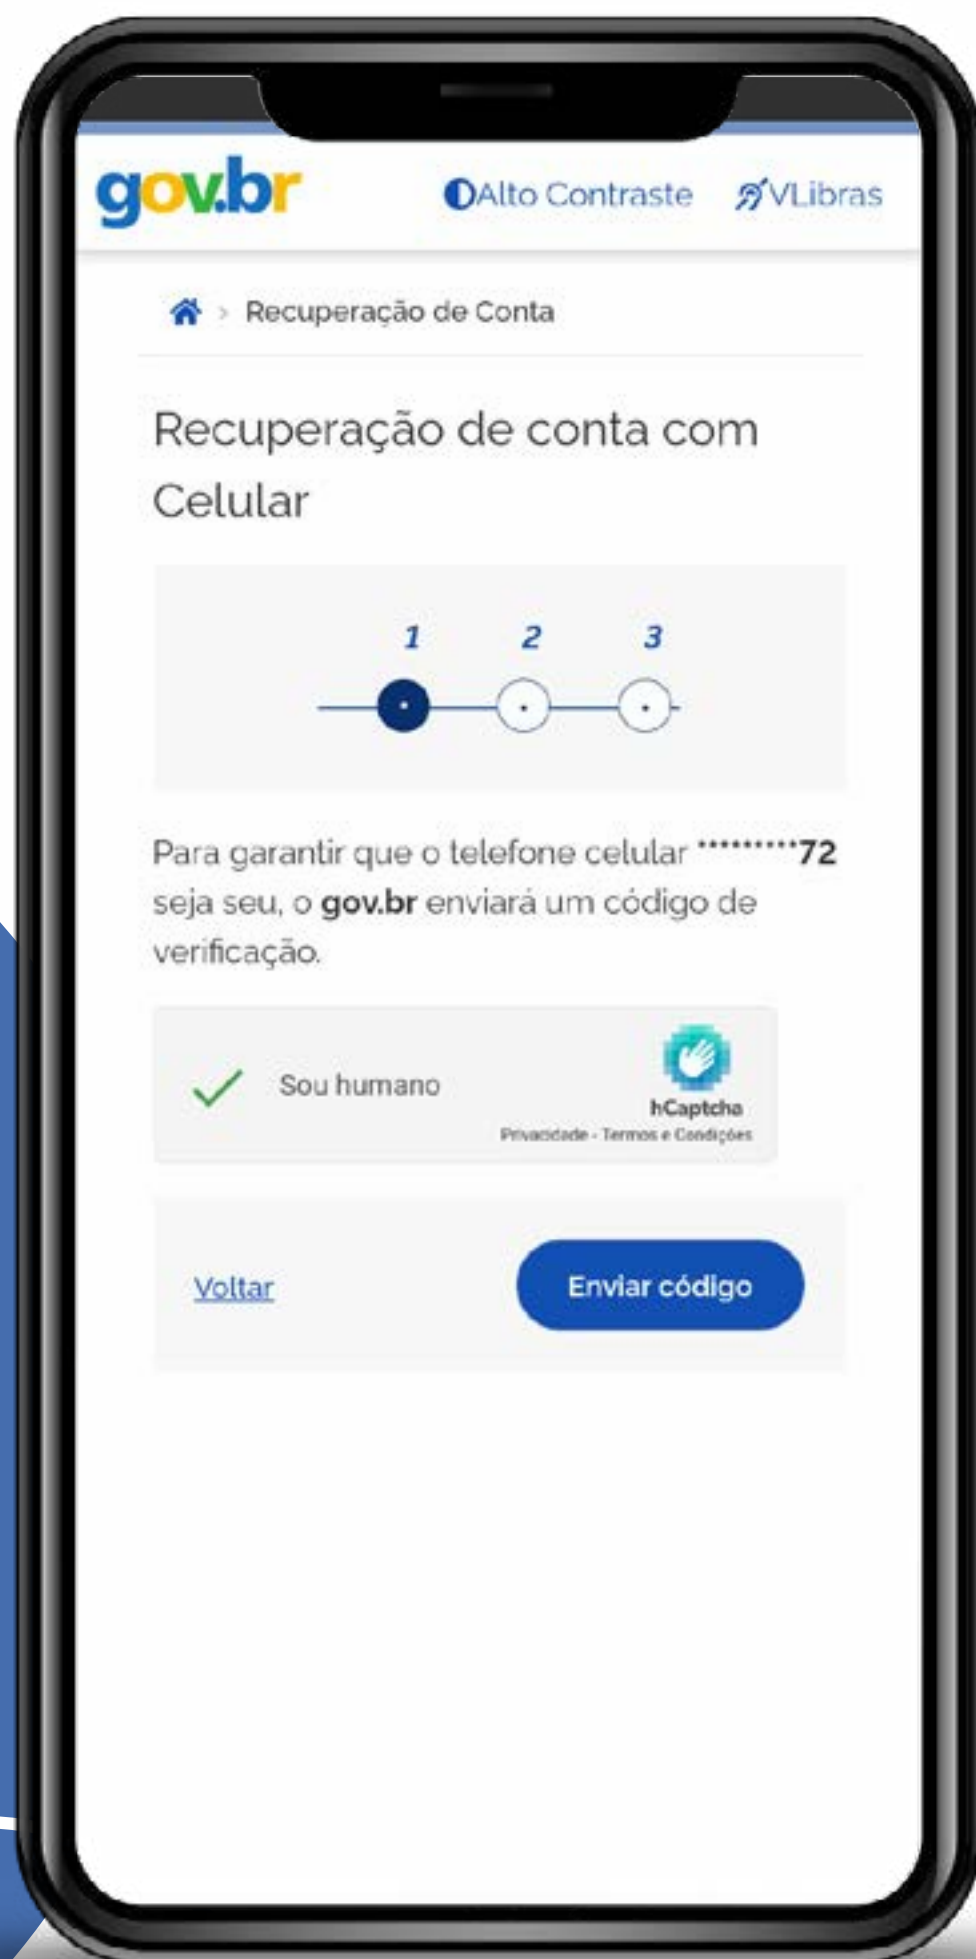 gov.br
Alto Contraste
VLibras
Recuperação de Conta
Recuperação de conta com
Celular
1 2 3
Para garantir que o telefone celular *********72
seja seu, o gov.br enviará um código de
verificação.
Sou humano
hCaptcha
Privacidade - Termos e Condições
Voltar
Enviar código